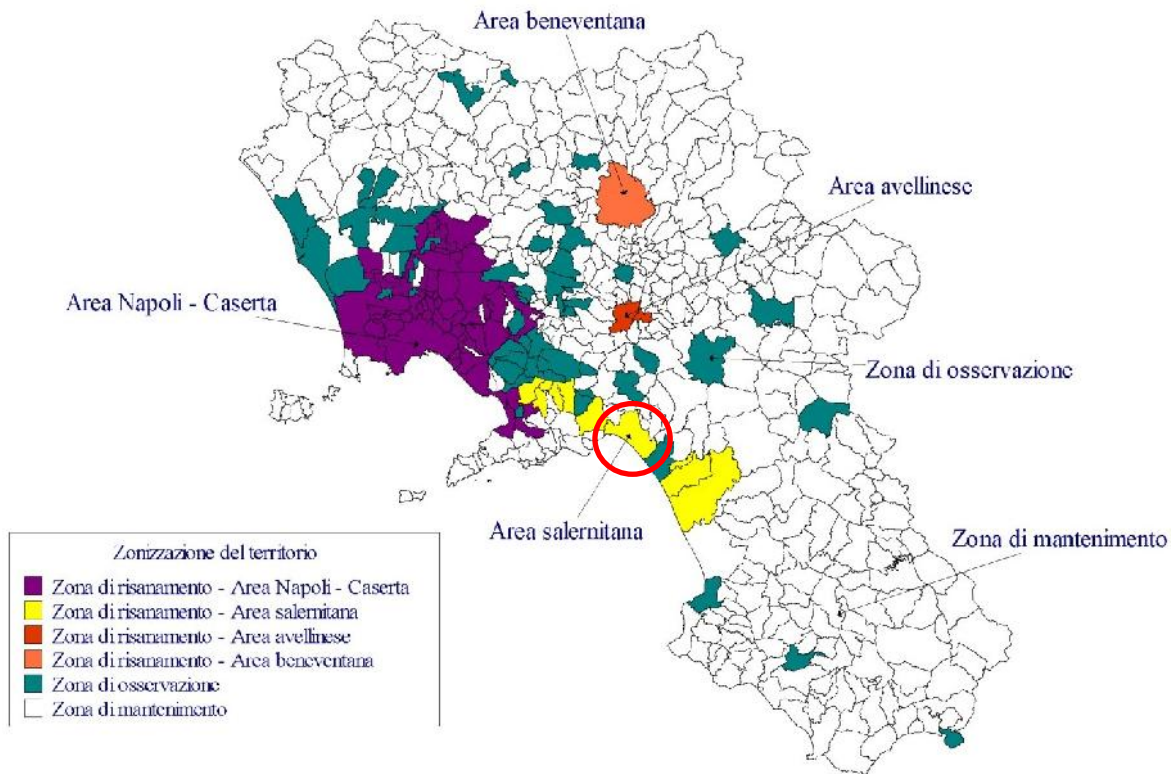 Area beneventana
Area avellinese
Area Napoli - Caserta
Zona di osservazione
Area salernitana
Zona di mantenimento
Zonizzazione del territorio
Zona di risanamento - Area Napoli - Caserta
Zona di risanamento - Area salernitana
Zona di risanamento - Area avellinese
Zona di risanamento - Area beneventana
Zona di osservazione
Zona di mantenimento